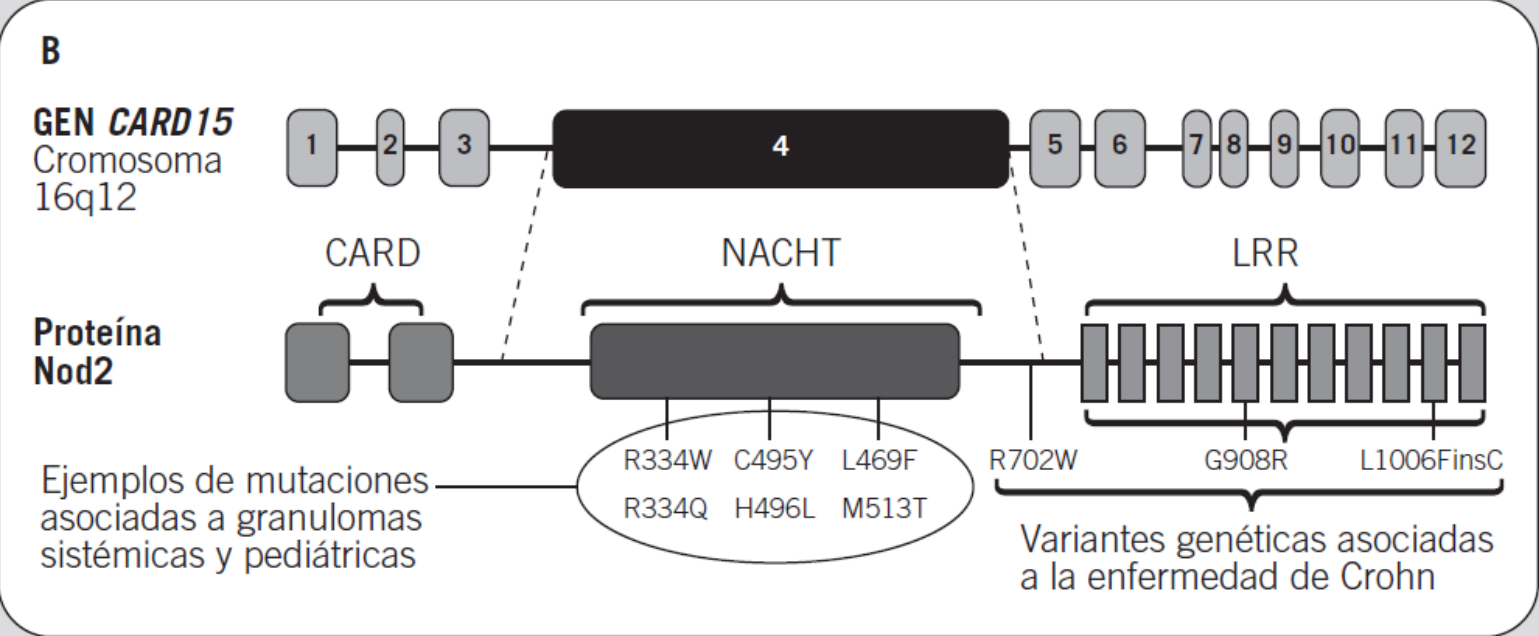 B
GEN CARD15
Cromosoma
16q12
1 2 3 4 5 6 7 8 9 10 11 12
CARD NACHT LRR
Proteína
Nod2
R334W C495Y L469F R702W G908R L1006FinsC
R334Q H496L M513T
Ejemplos de mutaciones
asociadas a granulomas
sistémicas y pediátricas
Variantes genéticas asociadas
a la enfermedad de Crohn